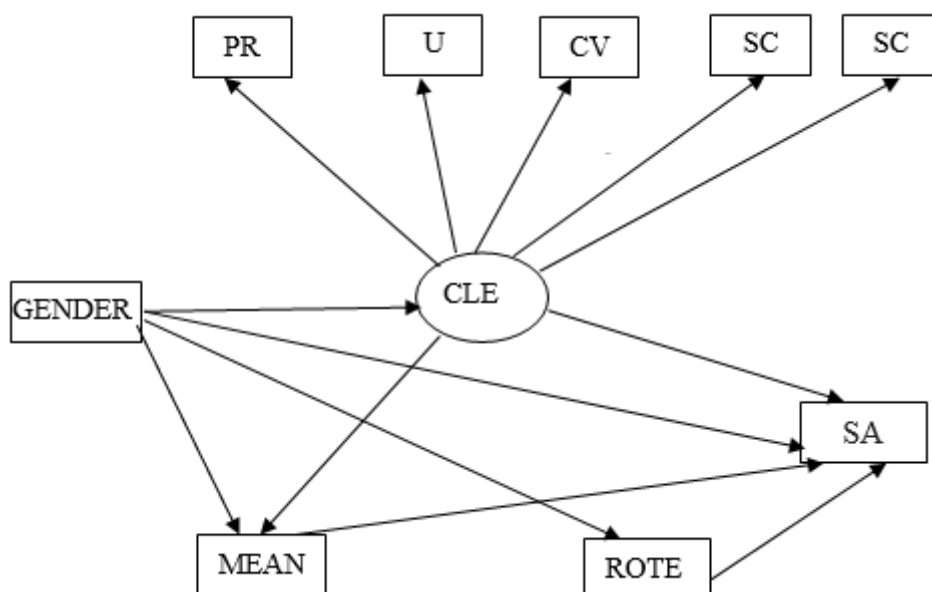 PR
U
CV
SC
SC
GENDER
CLE
SA
MEAN
ROTE